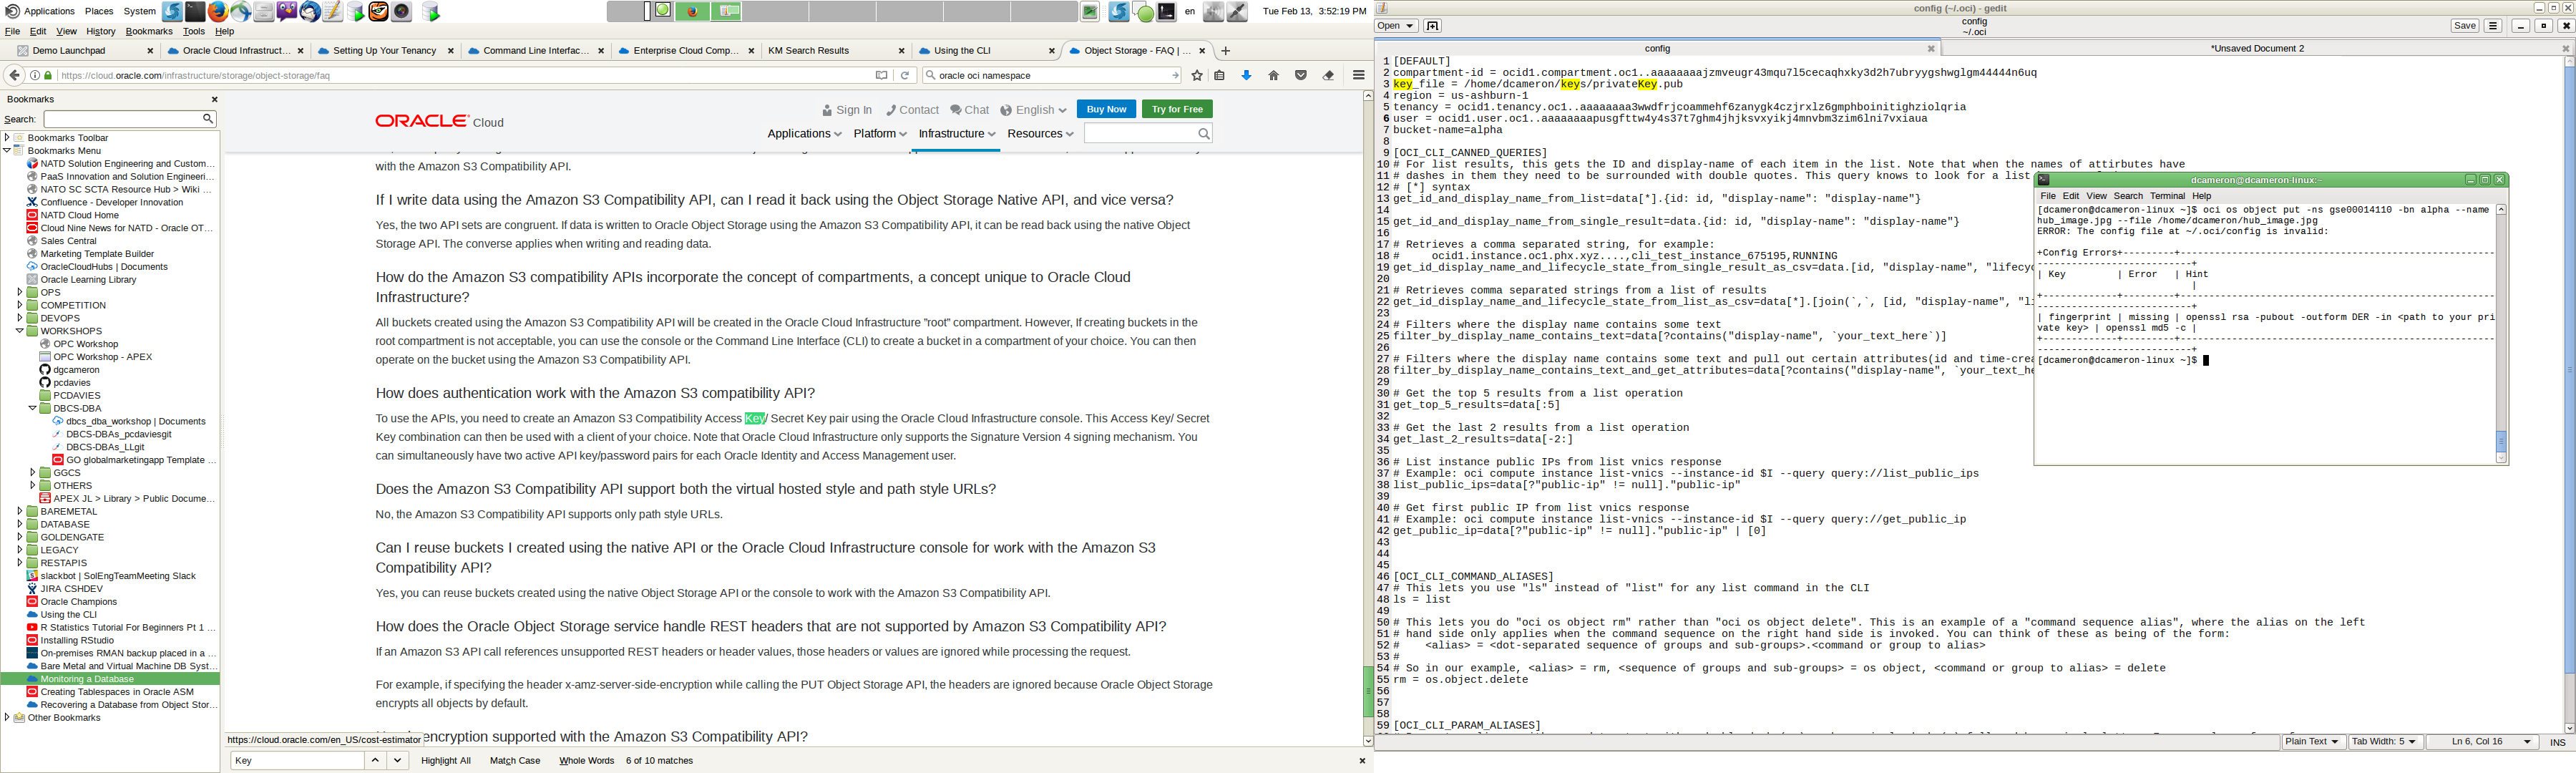 Applications Places System
en
Tue Feb 13, 3:52:19 PM
File Edit View History Bookmarks Tools Help
Demo Launchpad
Oracle Cloud Infrastruct...
Setting Up Your Tenancy
Command Line Interfac...
Enterprise Cloud Comp...
KM Search Results
Using the CLI
Object Storage - FAQ | ...
https://cloud.oracle.com/infrastructure/storage/object-storage/faq
oracle oci namespace
Bookmarks
Search:
Bookmarks Toolbar
Bookmarks Menu
NATD Solution Engineering and Custom...
PaaS Innovation and Solution Engineeri...
NATO SC SCTA Resource Hub > Wiki ...
Confluence - Developer Innovation
NATD Cloud Home
Cloud Nine News for NATD - Oracle OT...
Sales Central
Marketing Template Builder
OracleCloudHubs | Documents
Oracle Learning Library
OPS
COMPETITION
DEVOPS
WORKSHOPS
OPC Workshop
OPC Workshop - APEX
dgcameron
pcdavies
PCDAVIES
DBCS-DBA
dbcs_dba_workshop | Documents
DBCS-DBAs_pcdaviesgit
DBCS-DBAs_LLgit
GO globalmarketingapp Template ...
GGCS
OTHERS
APEX JL > Library > Public Docume...
BAREMETAL
DATABASE
GOLDENGATE
LEGACY
RESTAPIS
slackbot | SolEngTeamMeeting Slack
JIRA CSHDEV
Oracle Champions
Using the CLI
R Statistics Tutorial For Beginners Pt 1 ...
Installing RStudio
On-premises RMAN backup placed in a ...
Bare Metal and Virtual Machine DB Syst...
Monitoring a Database
Creating Tablespaces in Oracle ASM
Recovering a Database from Object Stor...
Other Bookmarks
ORACLE Cloud
Sign In Contact Chat English Buy Now Try for Free
Applications Platform Infrastructure Resources
with the Amazon S3 Compatibility API.
If I write data using the Amazon S3 Compatibility API, can I read it back using the Object Storage Native API, and vice versa?
Yes, the two API sets are congruent. If data is written to Oracle Object Storage using the Amazon S3 Compatibility API, it can be read back using the native Object
Storage API. The converse applies when writing and reading data.
How do the Amazon S3 compatibility APIs incorporate the concept of compartments, a concept unique to Oracle Cloud
Infrastructure?
All buckets created using the Amazon S3 Compatibility API will be created in the Oracle Cloud Infrastructure "root" compartment. However, If creating buckets in the
root compartment is not acceptable, you can use the console or the Command Line Interface (CLI) to create a bucket in a compartment of your choice. You can then
operate on the bucket using the Amazon S3 Compatibility API.
How does authentication work with the Amazon S3 compatibility API?
To use the APIs, you need to create an Amazon S3 Compatibility Access Key/ Secret Key pair using the Oracle Cloud Infrastructure console. This Access Key/ Secret
Key combination can then be used with a client of your choice. Note that Oracle Cloud Infrastructure only supports the Signature Version 4 signing mechanism. You
can simultaneously have two active API key/password pairs for each Oracle Identity and Access Management user.
Does the Amazon S3 Compatibility API support both the virtual hosted style and path style URLs?
No, the Amazon S3 Compatibility API supports only path style URLs.
Can I reuse buckets I created using the native API or the Oracle Cloud Infrastructure console for work with the Amazon S3
Compatibility API?
Yes, you can reuse buckets created using the native Object Storage API or the console to work with the Amazon S3 Compatibility API.
How does the Oracle Object Storage service handle REST headers that are not supported by Amazon S3 Compatibility API?
If an Amazon S3 API call references unsupported REST headers or header values, those headers or values are ignored while processing the request.
For example, if specifying the header x-amz-server-side-encryption while calling the PUT Object Storage API, the headers are ignored because Oracle Object Storage
encrypts all objects by default.
encryption supported with the Amazon S3 Compatibility API?
https://cloud.oracle.com/en_US/cost-estimator
Key
Highlight All Match Case Whole Words 6 of 10 matches
config (~/.oci) - gedit
Open
config
~/.oci
Save
config
*Unsaved Document 2
1 [DEFAULT]
2 compartment-id = ocid1.compartment.oc1..aaaaaaaajzmveugr43mqu7l5cecaqhxky3d2h7ubryygshwglgm44444n6uq
3 key_file = /home/dcameron/keys/privateKey.pub
4 region = us-ashburn-1
5 tenancy = ocid1.tenancy.oc1..aaaaaaaa3wwdfrjcoammehf6zanygk4czjrxlz6gmphboinitighziolqria
6 user = ocid1.user.oc1..aaaaaaaapusgfttw4y4s37t7ghm4jhjksvxyikj4mnvbm3zim6lni7vxiaua
7 bucket-name=alpha
8
9 [OCI_CLI_CANNED_QUERIES]
10 # For list results, this gets the ID and display-name of each item in the list. Note that when the names of attirbutes have
11 # dashes in them they need to be surrounded with double quotes. This query knows to look for a list
12 # [*] syntax
13 get_id_and_display_name_from_list=data[*].{id: id, "display-name": "display-name"}
14
15 get_id_and_display_name_from_single_result=data.{id: id, "display-name": "display-name"}
16
17 # Retrieves a comma separated string, for example:
18 # ocid1.instance.oc1.phx.xyz....,cli_test_instance_675195,RUNNING
19 get_id_display_name_and_lifecycle_state_from_single_result_as_csv=data.[id, "display-name", "lifecyc
20
21 # Retrieves comma separated strings from a list of results
22 get_id_display_name_and_lifecycle_state_from_list_as_csv=data[*].[join(`,`, [id, "display-name", "li
23
24 # Filters where the display name contains some text
25 filter_by_display_name_contains_text=data[?contains("display-name", `your_text_here`)]
26
27 # Filters where the display name contains some text and pull out certain attributes(id and time-crea
28 filter_by_display_name_contains_text_and_get_attributes=data[?contains("display-name", `your_text_he
29
30 # Get the top 5 results from a list operation
31 get_top_5_results=data[:5]
32
33 # Get the last 2 results from a list operation
34 get_last_2_results=data[-2:]
35
36 # List instance public IPs from list vnics response
37 # Example: oci compute instance list-vnics --instance-id $I --query query://list_public_ips
38 list_public_ips=data[?"public-ip" != null]."public-ip"
39
40 # Get first public IP from list vnics response
41 # Example: oci compute instance list-vnics --instance-id $I --query query://get_public_ip
42 get_public_ip=data[?"public-ip" != null]."public-ip" | [0]
43
44
45
46 [OCI_CLI_COMMAND_ALIASES]
47 # This lets you use "ls" instead of "list" for any list command in the CLI
48 ls = list
49
50 # This lets you do "oci os object rm" rather than "oci os object delete". This is an example of a "command sequence alias", where the alias on the left
51 # hand side only applies when the command sequence on the right hand side is invoked. You can think of these as being of the form:
52 # <alias> = <dot-separated sequence of groups and sub-groups>.<command or group to alias>
53 #
54 # So in our example, <alias> = rm, <sequence of groups and sub-groups> = os object, <command or group to alias> = delete
55 rm = os.object.delete
56
57
58
59 [OCI_CLI_PARAM_ALIASES]
Plain Text Tab Width: 5 Ln 6, Col 16 INS
dcameron@dcameron-linux:~
File Edit View Search Terminal Help
[dcameron@dcameron-linux ~]$ oci os object put -ns gse00014110 -bn alpha --name
hub_image.jpg --file /home/dcameron/hub_image.jpg
ERROR: The config file at ~/.oci/config is invalid:
+Config Errors+---------+------------------------------------------------------
---------------------------+
| Key | Error | Hint
|
+-------------+---------+------------------------------------------------------
---------------------------+
| fingerprint | missing | openssl rsa -pubout -outform DER -in <path to your pri
vate key> | openssl md5 -c |
+-------------+---------+------------------------------------------------------
---------------------------+
[dcameron@dcameron-linux ~]$